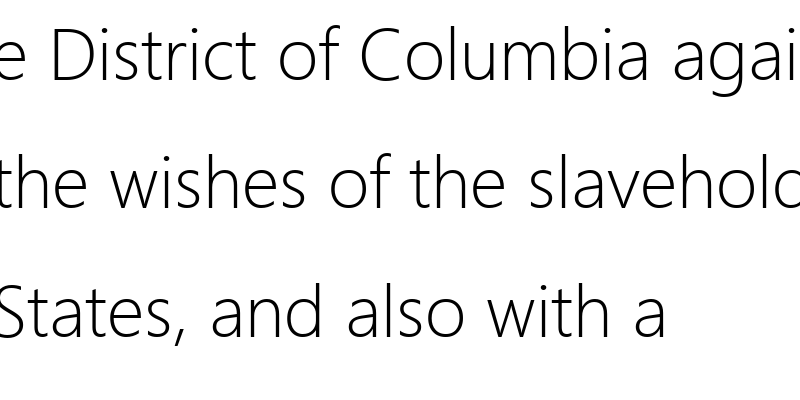 e District of Columbia agai
the wishes of the slavehold
States, and also with a